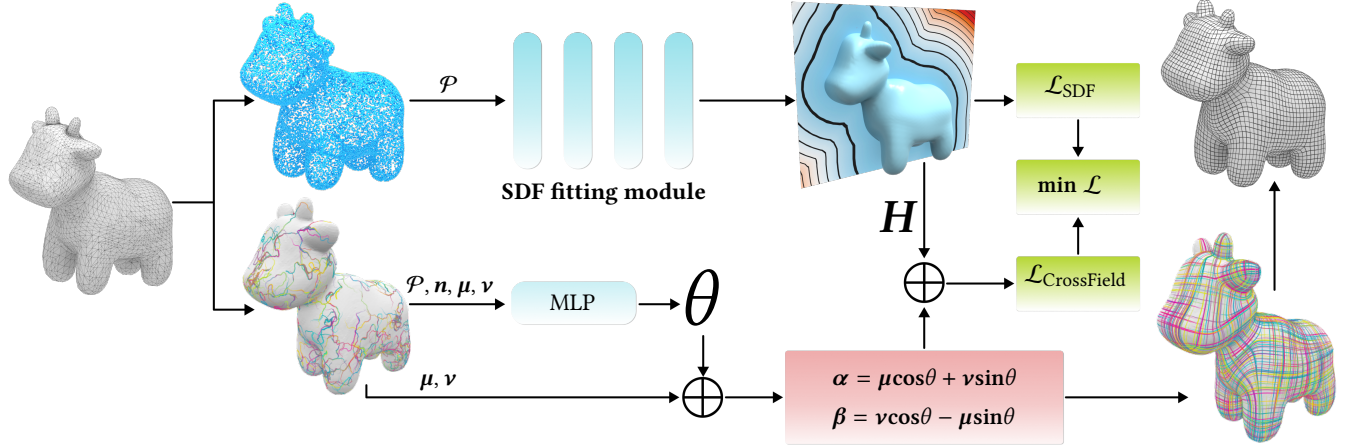 𝒫
SDF fitting module
H
ℒSDF
min ℒ
ℒCrossField
𝒫, n, μ, ν
MLP
θ
μ, ν
α = μcosθ + νsinθ
β = νcosθ − μsinθ